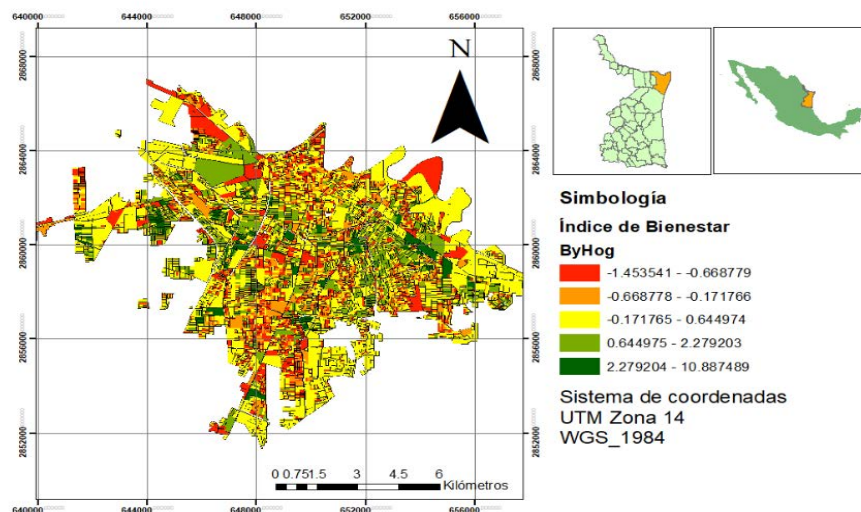 640000 644000 648000 652000 656000
N
2868000
2864000
2860000
2856000
2852000
2868000
2864000
2860000
2856000
2852000
0 0.75 1.5 3 4.5 6
Kilómetros
640000 644000 648000 652000 656000
Simbología
Índice de Bienestar
ByHog
-1.453541 - -0.668779
-0.668778 - -0.171766
-0.171765 - 0.644974
0.644975 - 2.279203
2.279204 - 10.887489
Sistema de coordenadas
UTM Zona 14
WGS_1984